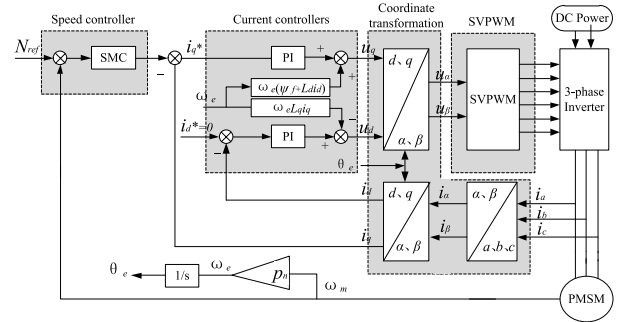 Speed controller
Current controllers
Coordinate transformation
SVPWM
DC Power
N_ref
SMC
i_q*
PI
u_q
d, q
u_α
SVPWM
3-phase Inverter
ω_e(ψ_f+L_d i_d)
ω_e
ω_e L_q i_q
i_d*=0
PI
u_d
α, β
u_β
θ_e
i_d
d, q
i_α
α, β
i_a
i_b
i_q
α, β
i_β
a, b, c
i_c
θ_e
1/s
ω_e
p_n
ω_m
PMSM